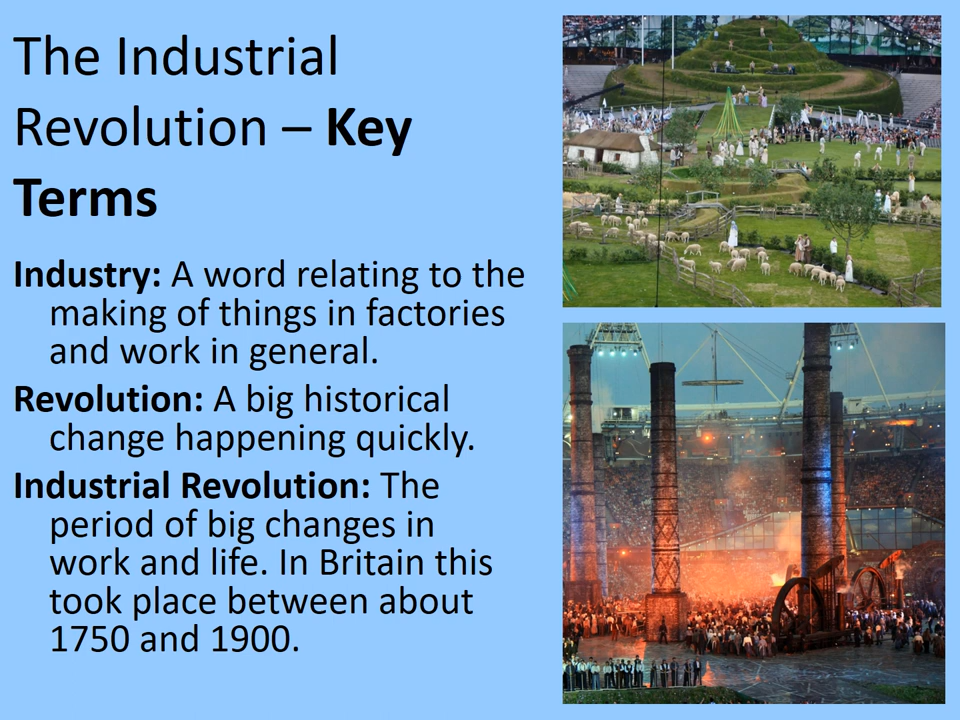 The Industrial
Revolution – Key
Terms
Industry: A word relating to the
making of things in factories
and work in general.
Revolution: A big historical
change happening quickly.
Industrial Revolution: The
period of big changes in
work and life. In Britain this
took place between about
1750 and 1900.